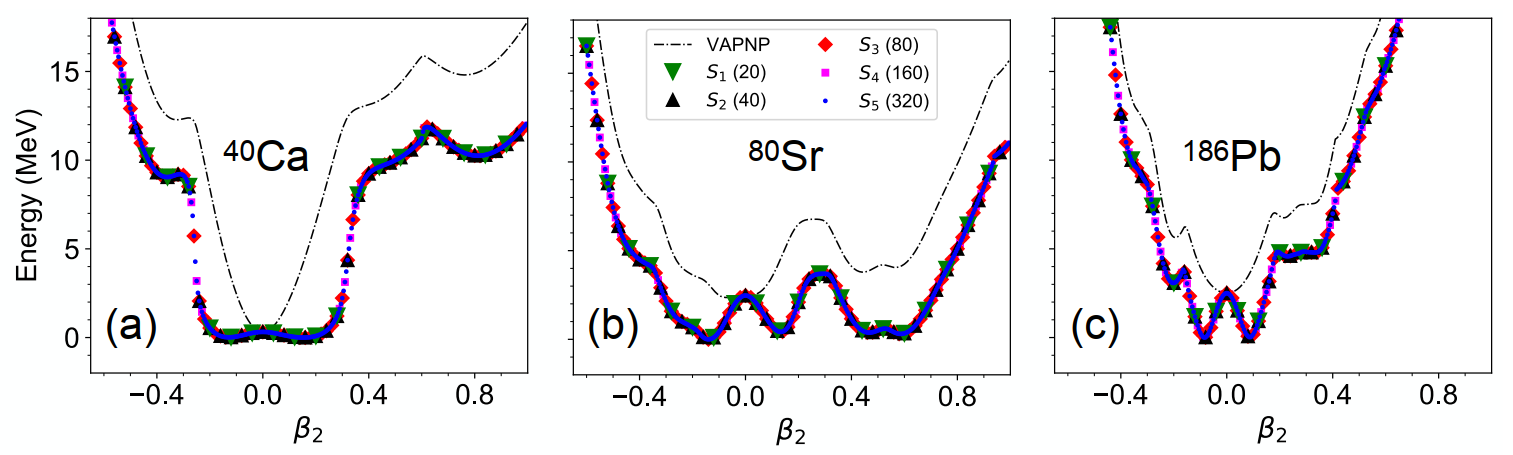 Energy (MeV)
15
10
5
0
⁴⁰Ca
(a)
−0.4 0.0 0.4 0.8
β₂
VAPNP
S₁ (20)
S₂ (40)
S₃ (80)
S₄ (160)
S₅ (320)
⁸⁰Sr
(b)
−0.4 0.0 0.4 0.8
β₂
¹⁸⁶Pb
(c)
−0.4 0.0 0.4 0.8
β₂